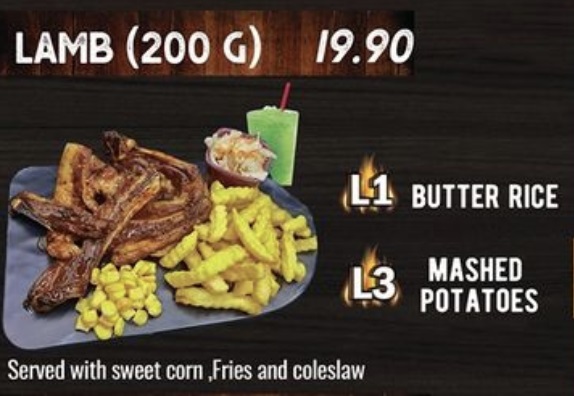 LAMB (200 G) 19.90
L1 BUTTER RICE
L3 MASHED
POTATOES
Served with sweet corn ,Fries and coleslaw